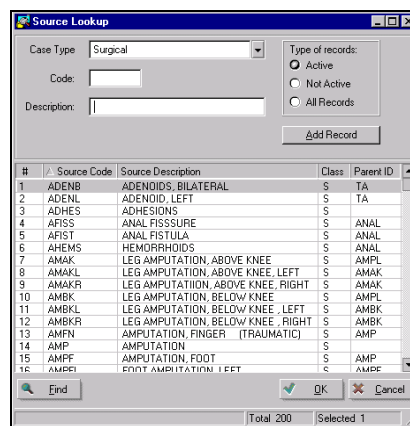 Source Lookup
Case Type Surgical
Code:
Description:
Type of records:
Active
Not Active
All Records
Add Record
# Source Code Source Description Class Parent ID
1 ADENB ADENOIDS, BILATERAL S TA
2 ADENL ADENOID, LEFT S TA
3 ADHES ADHESIONS S
4 AFISS ANAL FISSSURE S ANAL
5 AFIST ANAL FISTULA S ANAL
6 AHEMS HEMORRHOIDS S ANAL
7 AMAK LEG AMPUTATION, ABOVE KNEE S AMPL
8 AMAKL LEG AMPUTATION, ABOVE KNEE, LEFT S AMAK
9 AMAKR LEG AMPUTATIION, ABOVE KNEE, RIGHT S AMAK
10 AMBK LEG AMPUTATION, BELOW KNEE S AMPL
11 AMBKL LEG AMPUTATION, BELOW KNEE , LEFT S AMBK
12 AMBKR LEG AMPUTATION, BELOW KNEE , RIGHT S AMBK
13 AMFN AMPUTATION, FINGER (TRAUMATIC) S AMP
14 AMP AMPUTATION S
15 AMPF AMPUTATION, FOOT S AMP
16 AMPFL FOOT AMPUTATION, LEFT S AMPF
Find OK Cancel
Total 200 Selected 1